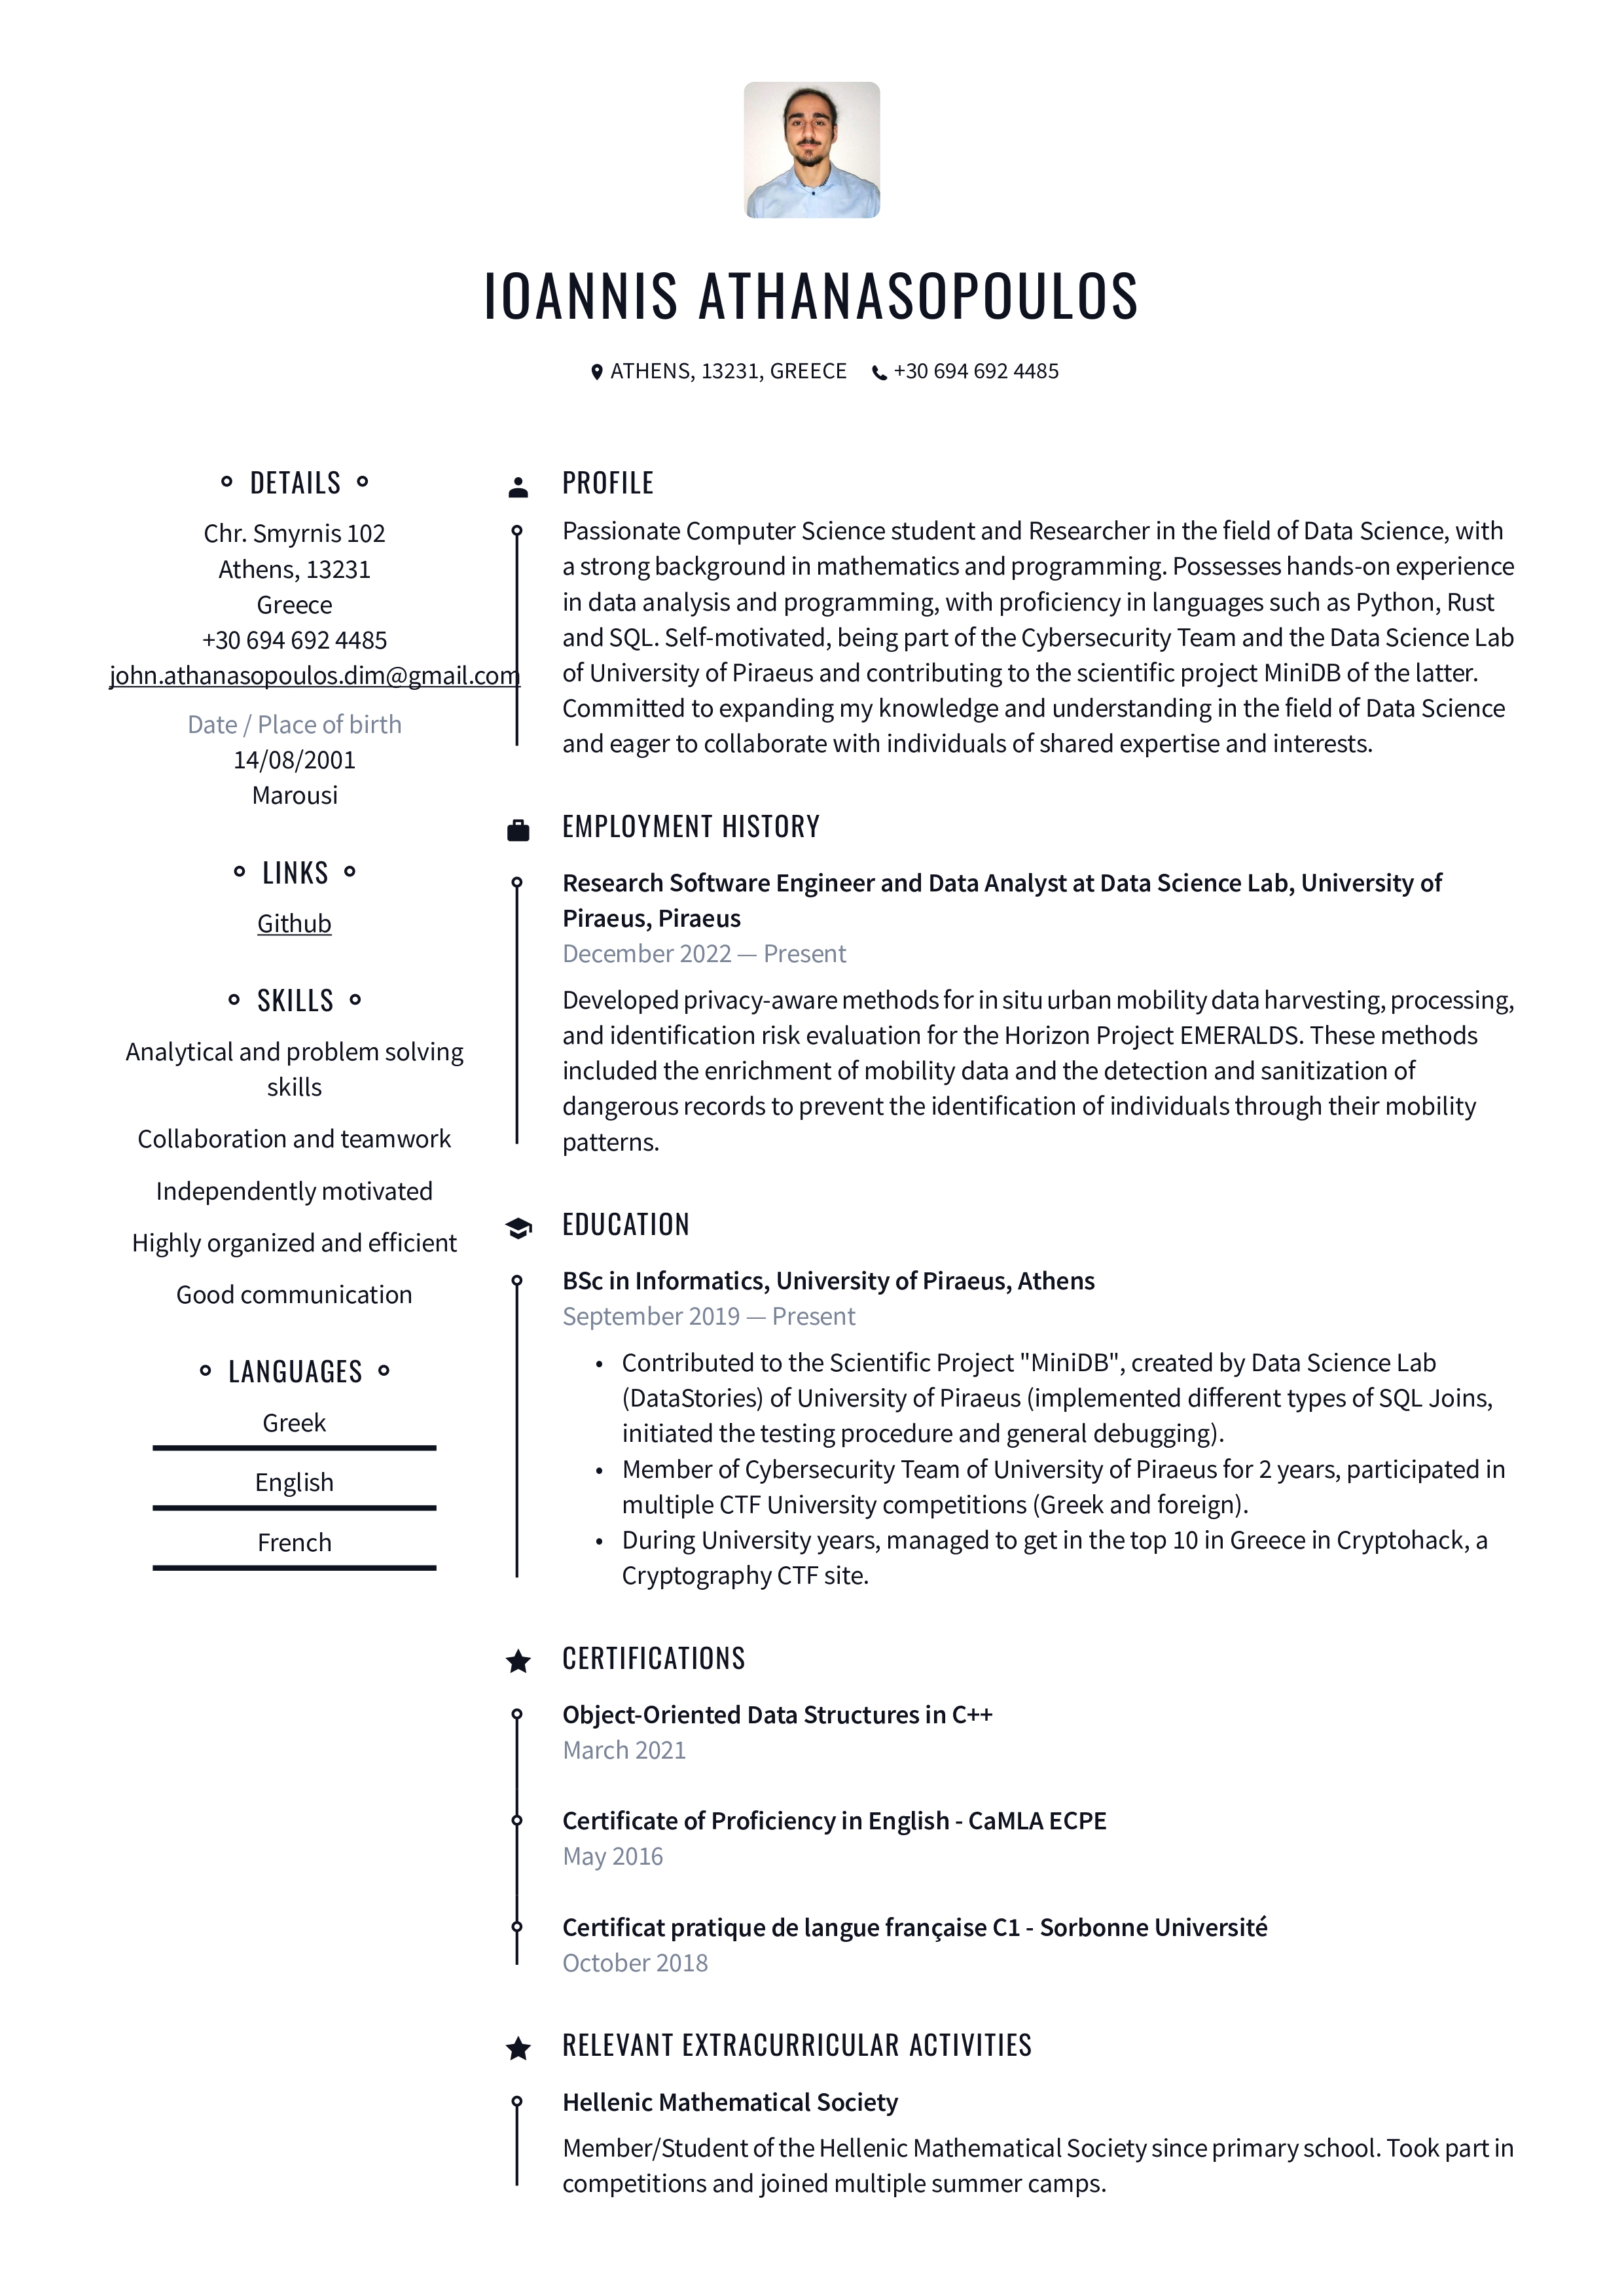 IOANNIS ATHANASOPOULOS
ATHENS, 13231, GREECE +30 694 692 4485
DETAILS
Chr. Smyrnis 102
Athens, 13231
Greece
+30 694 692 4485
john.athanasopoulos.dim@gmail.com
Date / Place of birth
14/08/2001
Marousi
LINKS
Github
SKILLS
Analytical and problem solving
skills
Collaboration and teamwork
Independently motivated
Highly organized and efficient
Good communication
LANGUAGES
Greek
English
French
PROFILE
Passionate Computer Science student and Researcher in the field of Data Science, with
a strong background in mathematics and programming. Possesses hands-on experience
in data analysis and programming, with proficiency in languages such as Python, Rust
and SQL. Self-motivated, being part of the Cybersecurity Team and the Data Science Lab
of University of Piraeus and contributing to the scientific project MiniDB of the latter.
Committed to expanding my knowledge and understanding in the field of Data Science
and eager to collaborate with individuals of shared expertise and interests.
EMPLOYMENT HISTORY
Research Software Engineer and Data Analyst at Data Science Lab, University of
Piraeus, Piraeus
December 2022 — Present
Developed privacy-aware methods for in situ urban mobility data harvesting, processing,
and identification risk evaluation for the Horizon Project EMERALDS. These methods
included the enrichment of mobility data and the detection and sanitization of
dangerous records to prevent the identification of individuals through their mobility
patterns.
EDUCATION
BSc in Informatics, University of Piraeus, Athens
September 2019 — Present
• Contributed to the Scientific Project "MiniDB", created by Data Science Lab
(DataStories) of University of Piraeus (implemented different types of SQL Joins,
initiated the testing procedure and general debugging).
• Member of Cybersecurity Team of University of Piraeus for 2 years, participated in
multiple CTF University competitions (Greek and foreign).
• During University years, managed to get in the top 10 in Greece in Cryptohack, a
Cryptography CTF site.
CERTIFICATIONS
Object-Oriented Data Structures in C++
March 2021
Certificate of Proficiency in English - CaMLA ECPE
May 2016
Certificat pratique de langue française C1 - Sorbonne Université
October 2018
RELEVANT EXTRACURRICULAR ACTIVITIES
Hellenic Mathematical Society
Member/Student of the Hellenic Mathematical Society since primary school. Took part in
competitions and joined multiple summer camps.